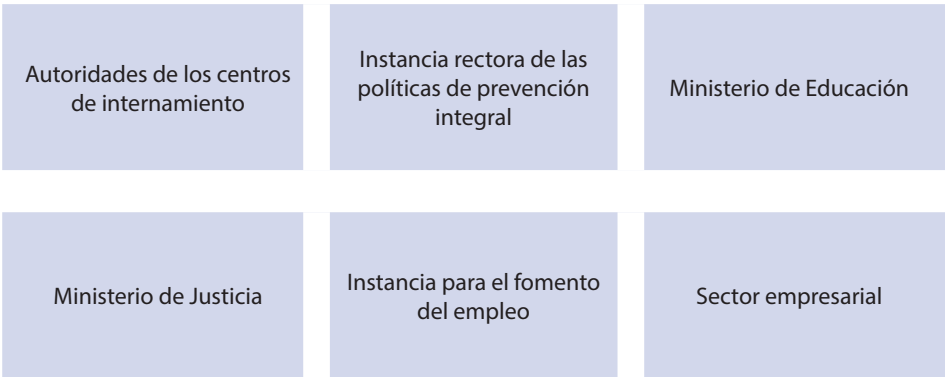 Autoridades de los centros
de internamiento
Instancia rectora de las
políticas de prevención
integral
Ministerio de Educación
Ministerio de Justicia
Instancia para el fomento
del empleo
Sector empresarial